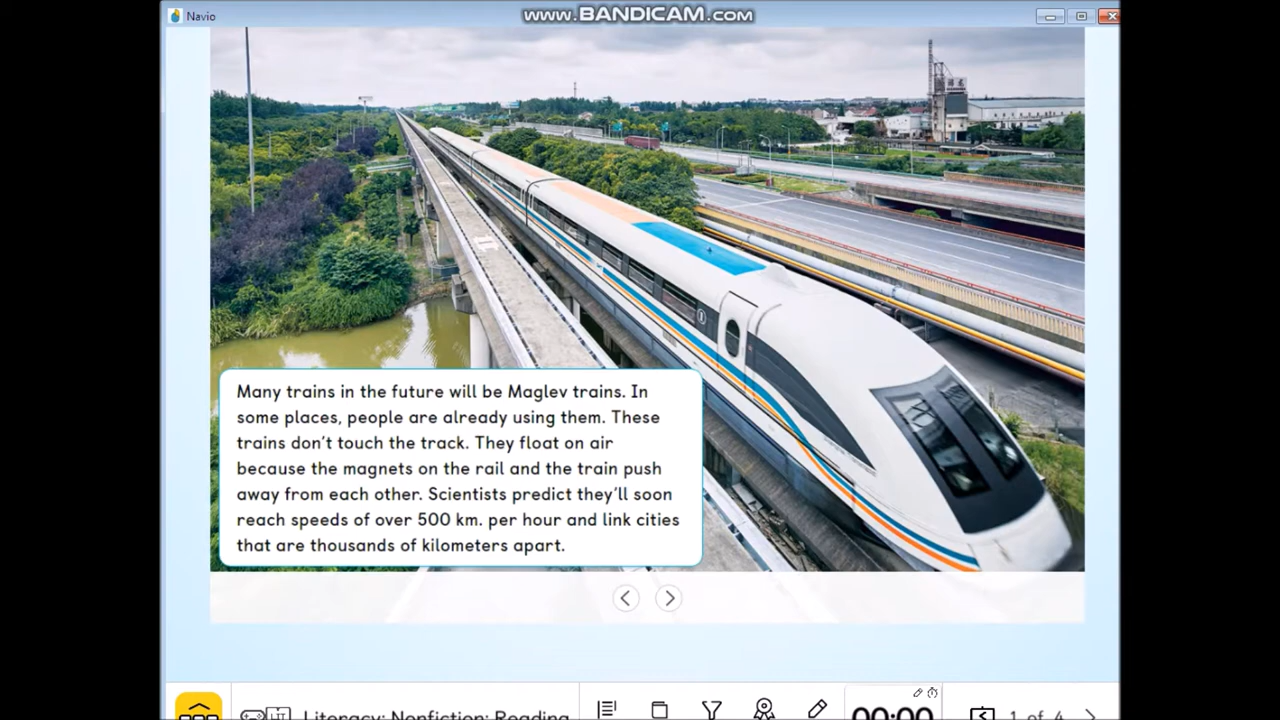 Navio
www.BANDICAM.com
Many trains in the future will be Maglev trains. In
some places, people are already using them. These
trains don't touch the track. They float on air
because the magnets on the rail and the train push
away from each other. Scientists predict they'll soon
reach speeds of over 500 km. per hour and link cities
that are thousands of kilometers apart.
LIT
Literacy: Nonfiction: Reading
00:00
1 of 4